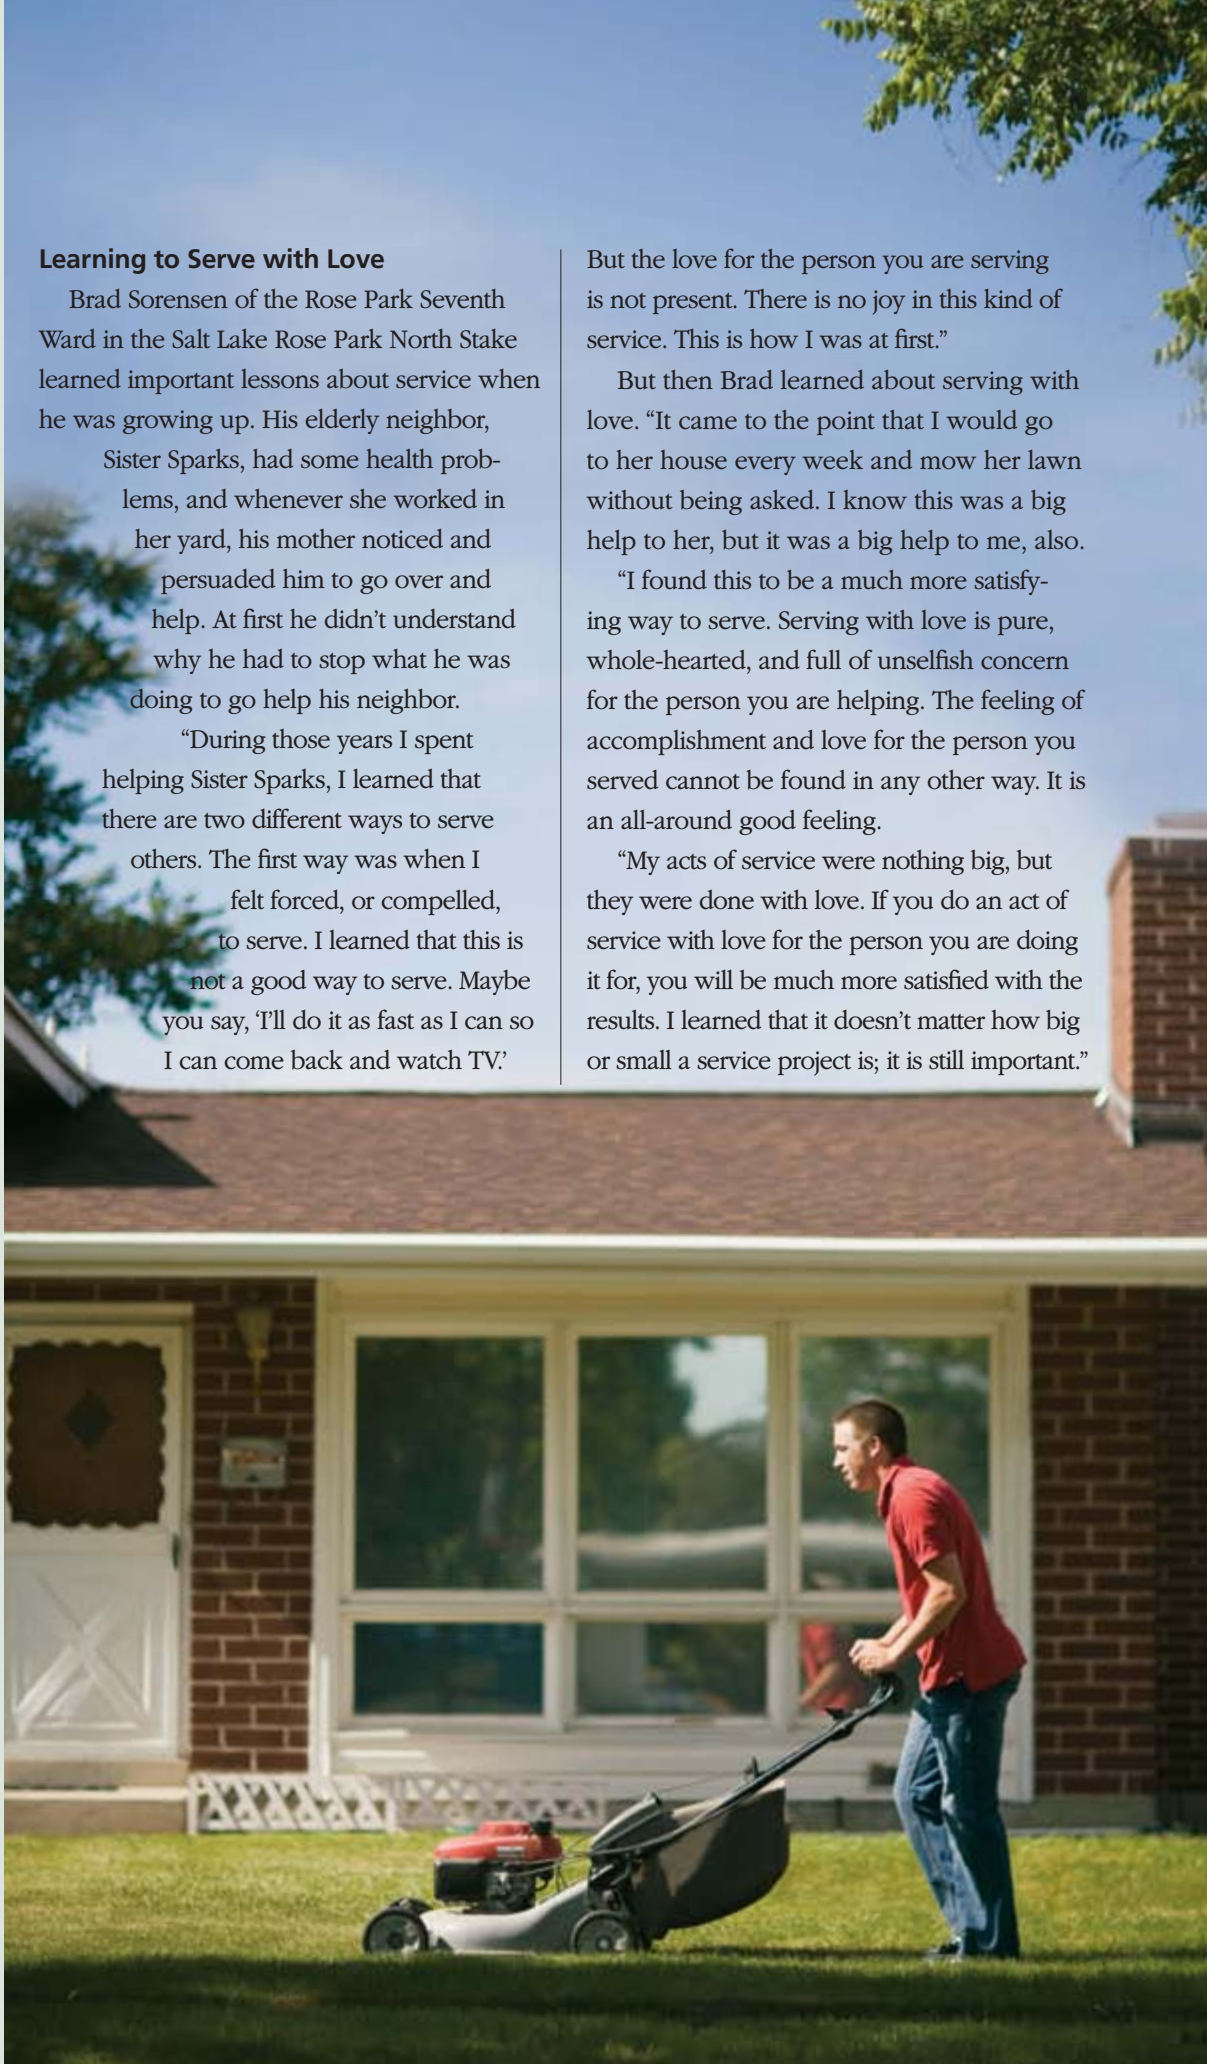 Learning to Serve with Love
Brad Sorensen of the Rose Park Seventh
Ward in the Salt Lake Rose Park North Stake
learned important lessons about service when
he was growing up. His elderly neighbor,
Sister Sparks, had some health prob-
lems, and whenever she worked in
her yard, his mother noticed and
persuaded him to go over and
help. At first he didn’t understand
why he had to stop what he was
doing to go help his neighbor.
“During those years I spent
helping Sister Sparks, I learned that
there are two different ways to serve
others. The first way was when I
felt forced, or compelled,
to serve. I learned that this is
not a good way to serve. Maybe
you say, ‘I’ll do it as fast as I can so
I can come back and watch TV.’
But the love for the person you are serving
is not present. There is no joy in this kind of
service. This is how I was at first.”
But then Brad learned about serving with
love. “It came to the point that I would go
to her house every week and mow her lawn
without being asked. I know this was a big
help to her, but it was a big help to me, also.
“I found this to be a much more satisfy-
ing way to serve. Serving with love is pure,
whole-hearted, and full of unselfish concern
for the person you are helping. The feeling of
accomplishment and love for the person you
served cannot be found in any other way. It is
an all-around good feeling.
“My acts of service were nothing big, but
they were done with love. If you do an act of
service with love for the person you are doing
it for, you will be much more satisfied with the
results. I learned that it doesn’t matter how big
or small a service project is; it is still important.”